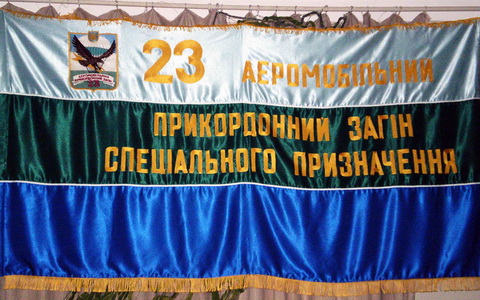 23 АЕРОМОБІЛЬНИЙ
ПРИКОРДОННИЙ ЗАГІН
СПЕЦІАЛЬНОГО ПРИЗНАЧЕННЯ